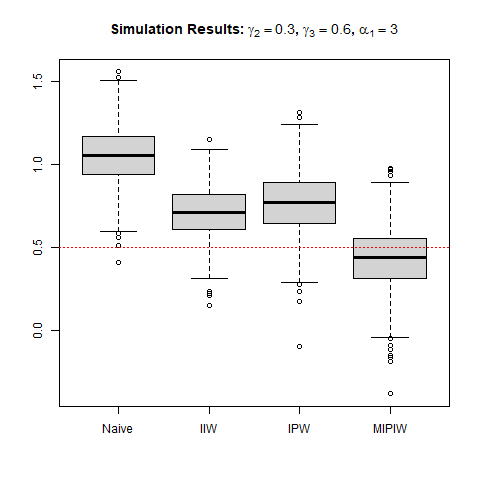 Simulation Results: γ₂ = 0.3, γ₃ = 0.6, α₁ = 3
1.5
1.0
0.5
0.0
Naive IIW IPW MIPIW